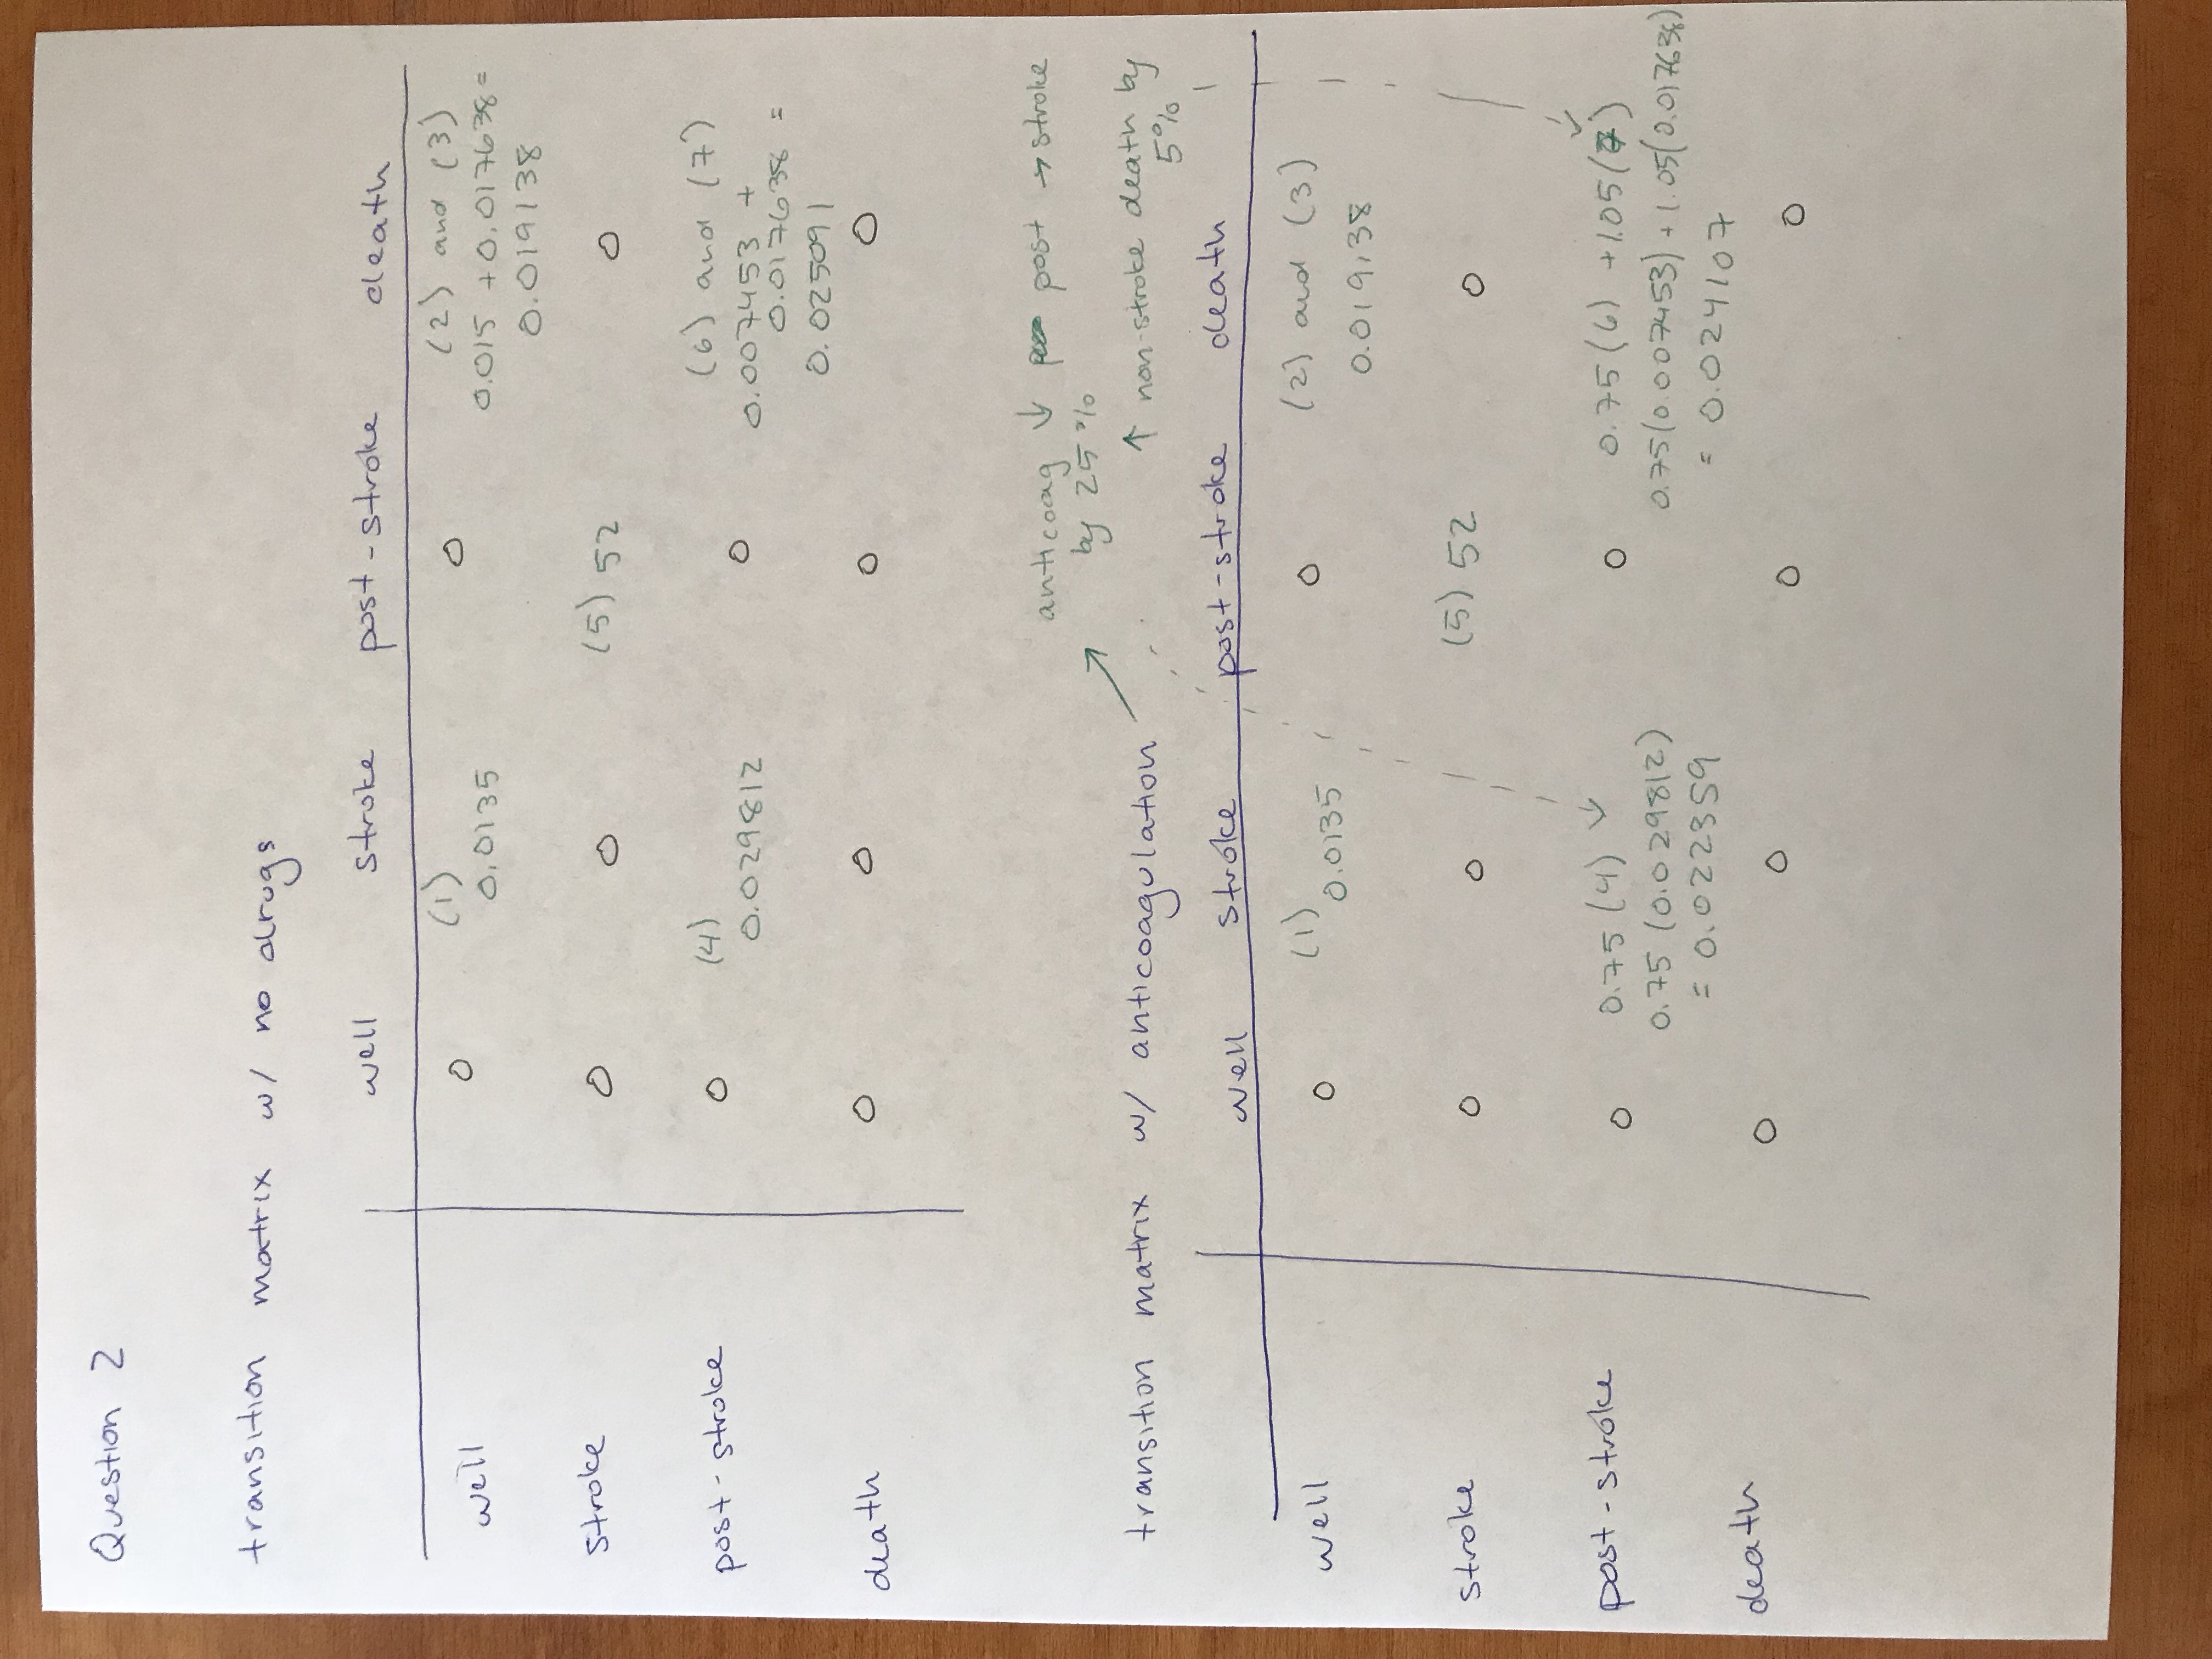 Question 2
transition matrix w/ no drugs
well stroke post-stroke death
well 0 (1) 0.0135 0 (2) and (3) 0.015 + 0.017638 = 0.019138
stroke 0 0 (5) 52 0
post-stroke 0 (4) 0.029812 0 (6) and (7) 0.007453 + 0.017638 = 0.025091
death 0 0 0 0
anticoag ↓ post → stroke
by 25%
transition matrix w/ anticoagulation
↑ non-stroke death by
5%
well stroke post-stroke death
well 0 (1) 0.0135 0 (2) and (3) 0.019138
stroke 0 0 (5) 52 0
post-stroke 0 0.75 (4) 0.75 (0.029812) = 0.022359 0 0.75(6) + 1.05(7) 0.75(0.007453) + 1.05(0.017638) = 0.024107
death 0 0 0 0